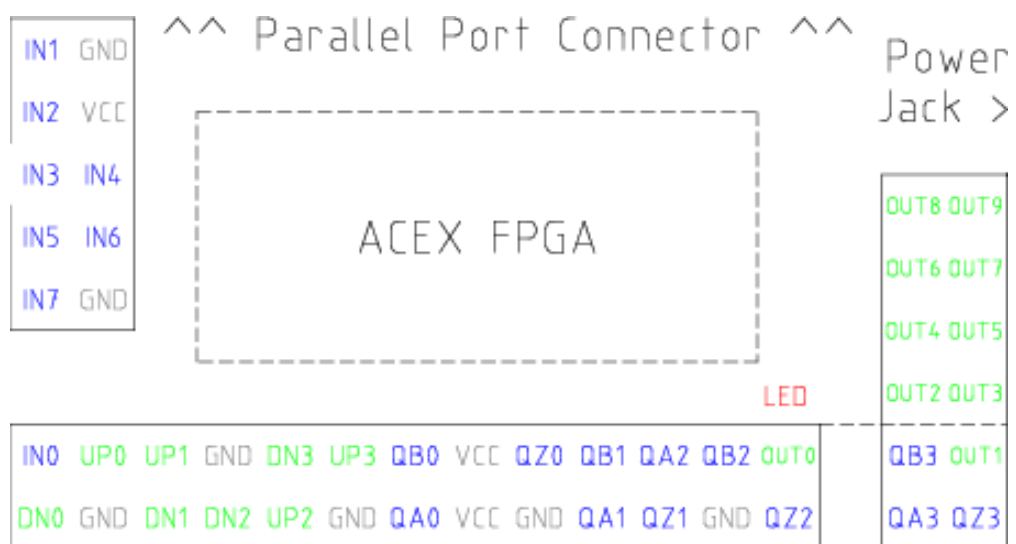 ^^ Parallel Port Connector ^^
IN1 GND
Power
IN2 VCC
Jack >
IN3 IN4
OUT8 OUT9
IN5 IN6
ACEX FPGA
OUT6 OUT7
IN7 GND
OUT4 OUT5
LED
OUT2 OUT3
IN0 UP0 UP1 GND DN3 UP3 QB0 VCC QZ0 QB1 QA2 QB2 OUT0
QB3 OUT1
DN0 GND DN1 DN2 UP2 GND QA0 VCC GND QA1 QZ1 GND QZ2
QA3 QZ3